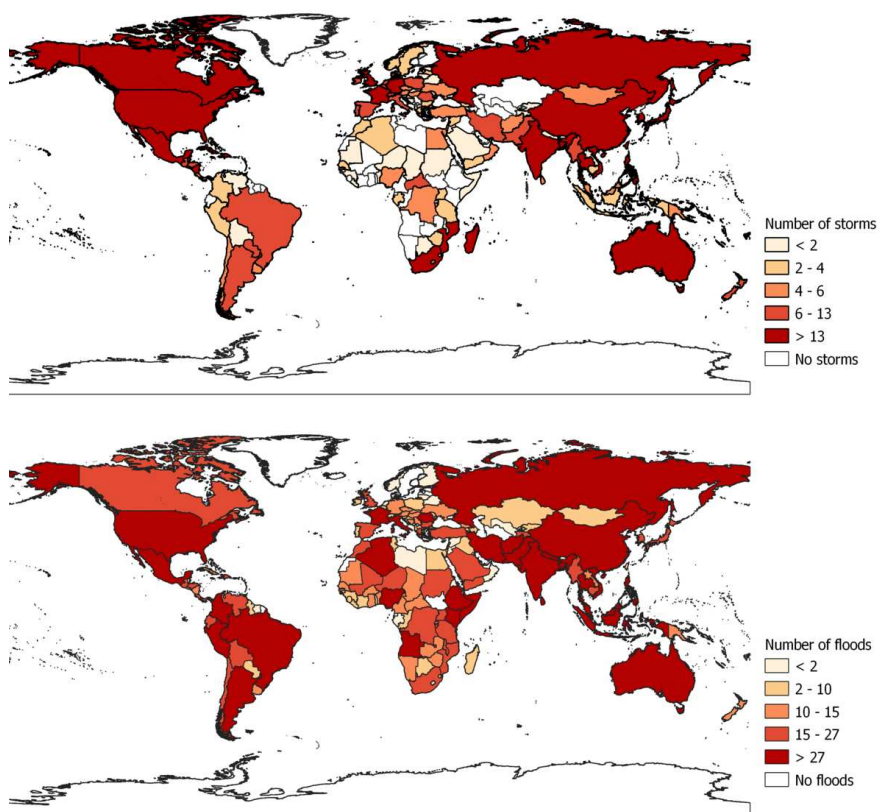 Number of storms
< 2
2 - 4
4 - 6
6 - 13
> 13
No storms
Number of floods
< 2
2 - 10
10 - 15
15 - 27
> 27
No floods